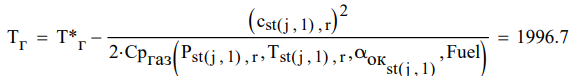 T_Г = T*_Г - (c_st(j , 1) , r)^2 / 2·Cp_газ(P_st(j , 1) , r , T_st(j , 1) , r , α_ок_st(j , 1) , Fuel) = 1996.7